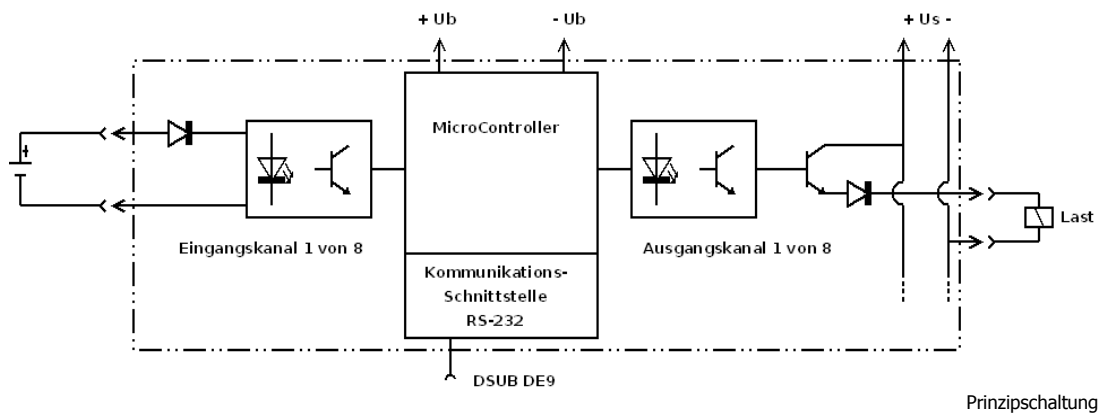 + Ub
- Ub
+ Us -
+
MicroController
Eingangskanal 1 von 8
Ausgangskanal 1 von 8
Last
Kommunikations-
Schnittstelle
RS-232
DSUB DE9
Prinzipschaltung